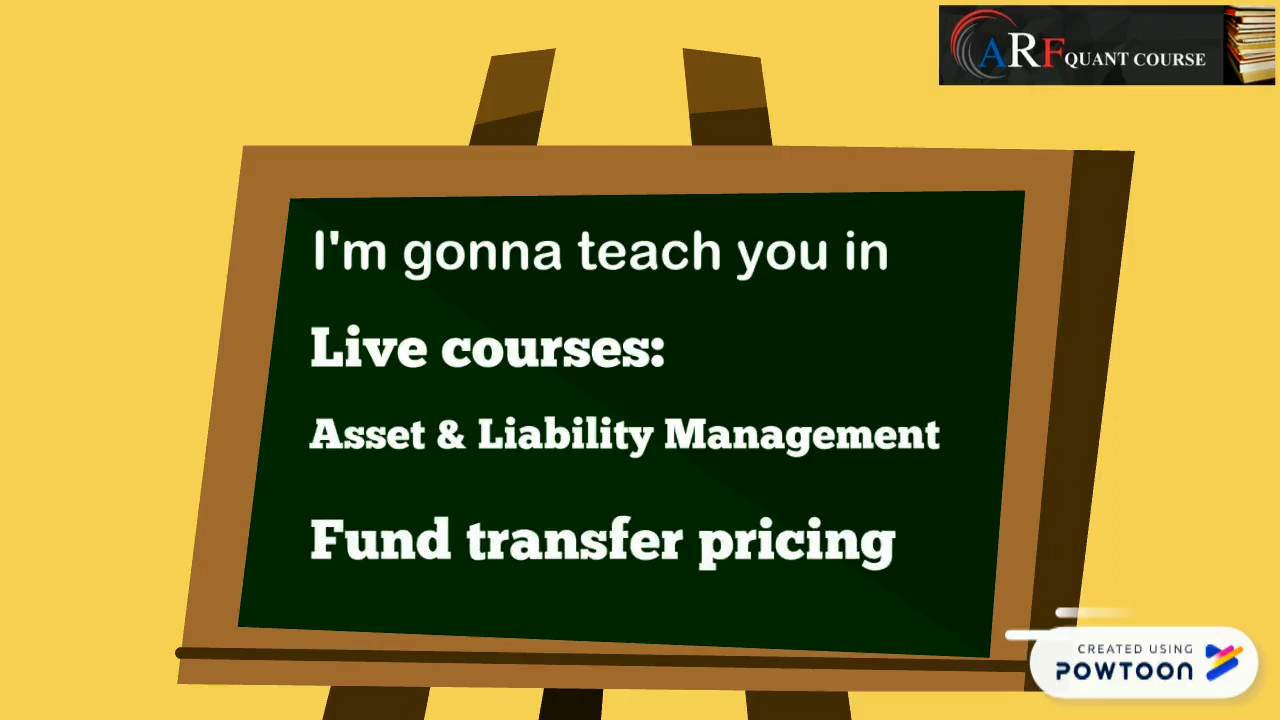 ARF QUANT COURSE
I'm gonna teach you in
Live courses:
Asset & Liability Management
Fund transfer pricing
CREATED USING
POWTOON